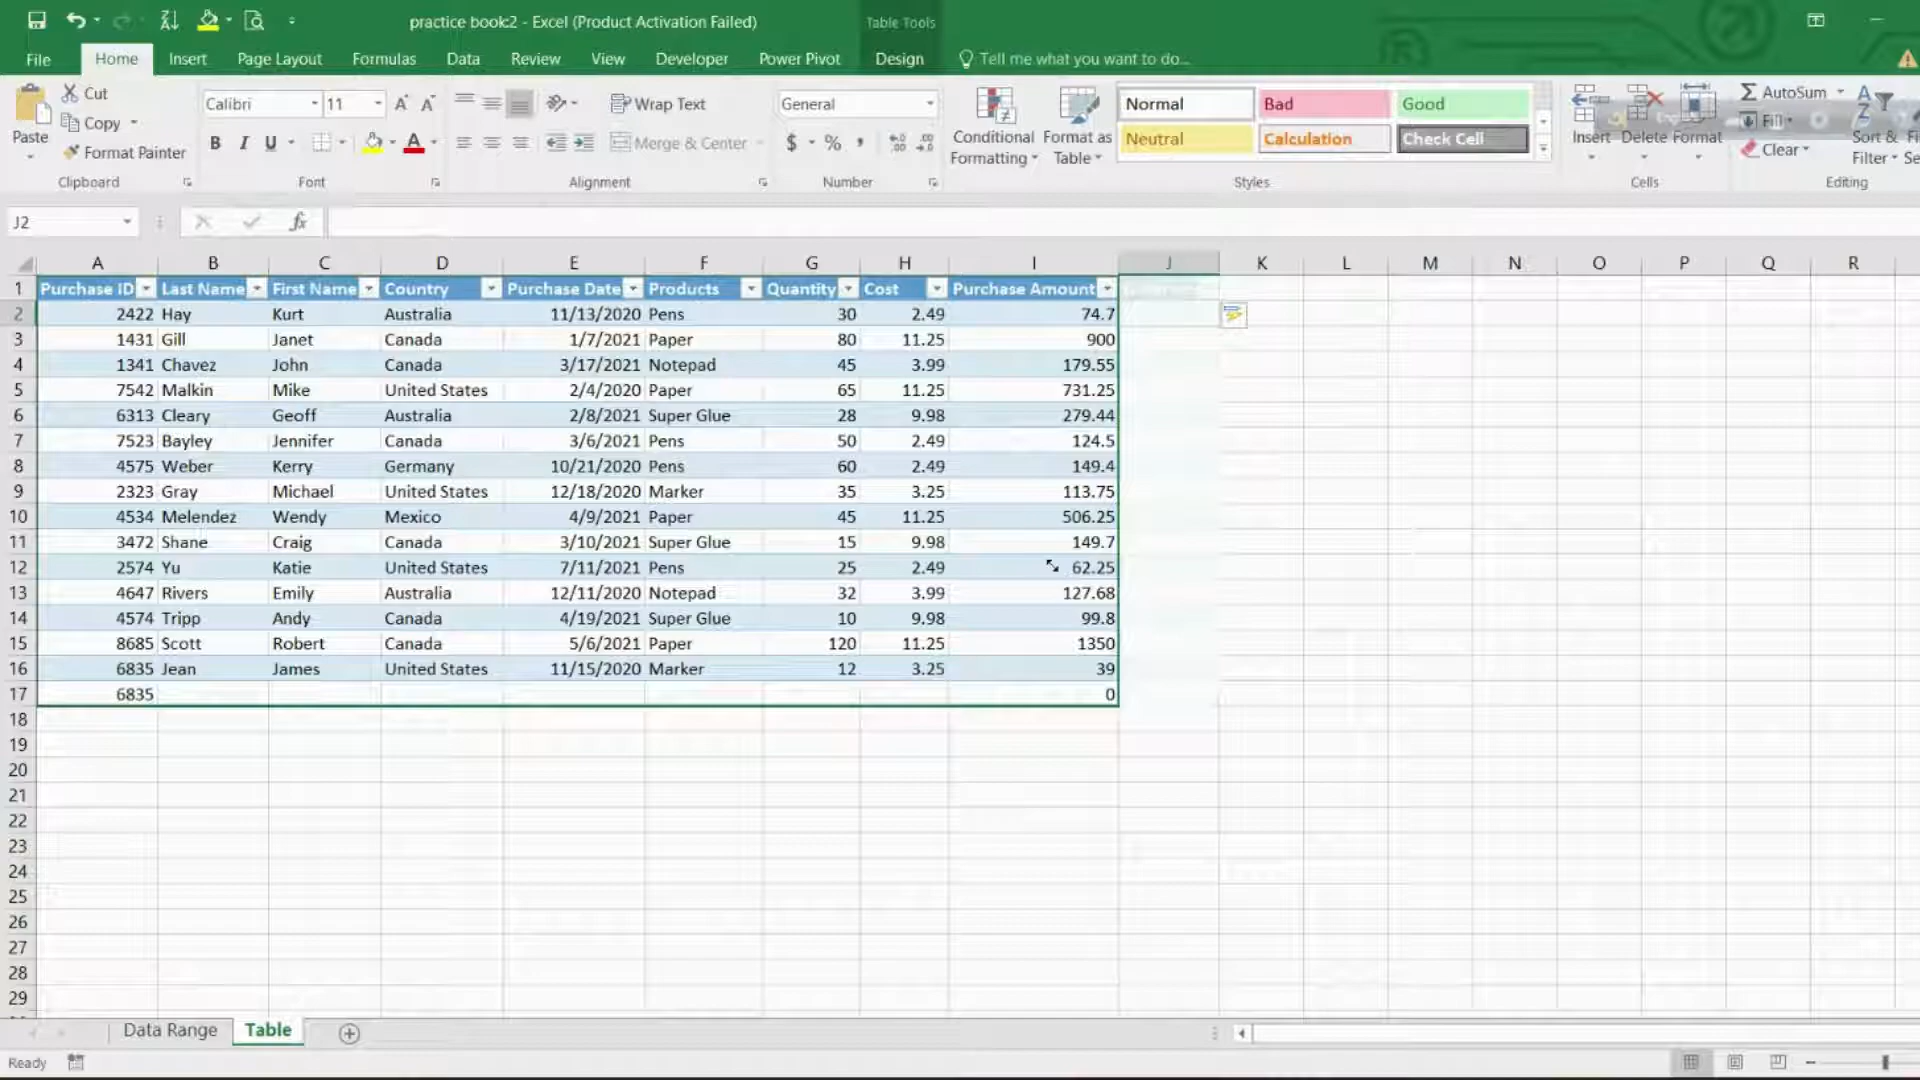 practice book2 - Excel (Product Activation Failed)
Table Tools
File Home Insert Page Layout Formulas Data Review View Developer Power Pivot Design Tell me what you want to do...
Paste
Cut
Copy
Format Painter
Clipboard
Calibri 11
B I U
Font
Wrap Text
Merge & Center
Alignment
General
$ % ,
Number
Conditional Formatting
Format as Table
Normal Bad Good
Neutral Calculation Check Cell
Styles
Insert Delete Format
Cells
AutoSum
Fill
Clear
Sort &
Filter
Editing
J2 fx
A B C D E F G H I J K L M N O P Q R
1 Purchase ID Last Name First Name Country Purchase Date Products Quantity Cost Purchase Amount
2 2422 Hay Kurt Australia 11/13/2020 Pens 30 2.49 74.7
3 1431 Gill Janet Canada 1/7/2021 Paper 80 11.25 900
4 1341 Chavez John Canada 3/17/2021 Notepad 45 3.99 179.55
5 7542 Malkin Mike United States 2/4/2020 Paper 65 11.25 731.25
6 6313 Cleary Geoff Australia 2/8/2021 Super Glue 28 9.98 279.44
7 7523 Bayley Jennifer Canada 3/6/2021 Pens 50 2.49 124.5
8 4575 Weber Kerry Germany 10/21/2020 Pens 60 2.49 149.4
9 2323 Gray Michael United States 12/18/2020 Marker 35 3.25 113.75
10 4534 Melendez Wendy Mexico 4/9/2021 Paper 45 11.25 506.25
11 3472 Shane Craig Canada 3/10/2021 Super Glue 15 9.98 149.7
12 2574 Yu Katie United States 7/11/2021 Pens 25 2.49 62.25
13 4647 Rivers Emily Australia 12/11/2020 Notepad 32 3.99 127.68
14 4574 Tripp Andy Canada 4/19/2021 Super Glue 10 9.98 99.8
15 8685 Scott Robert Canada 5/6/2021 Paper 120 11.25 1350
16 6835 Jean James United States 11/15/2020 Marker 12 3.25 39
17 6835 0
18
19
20
21
22
23
24
25
26
27
28
29
Data Range Table
Ready